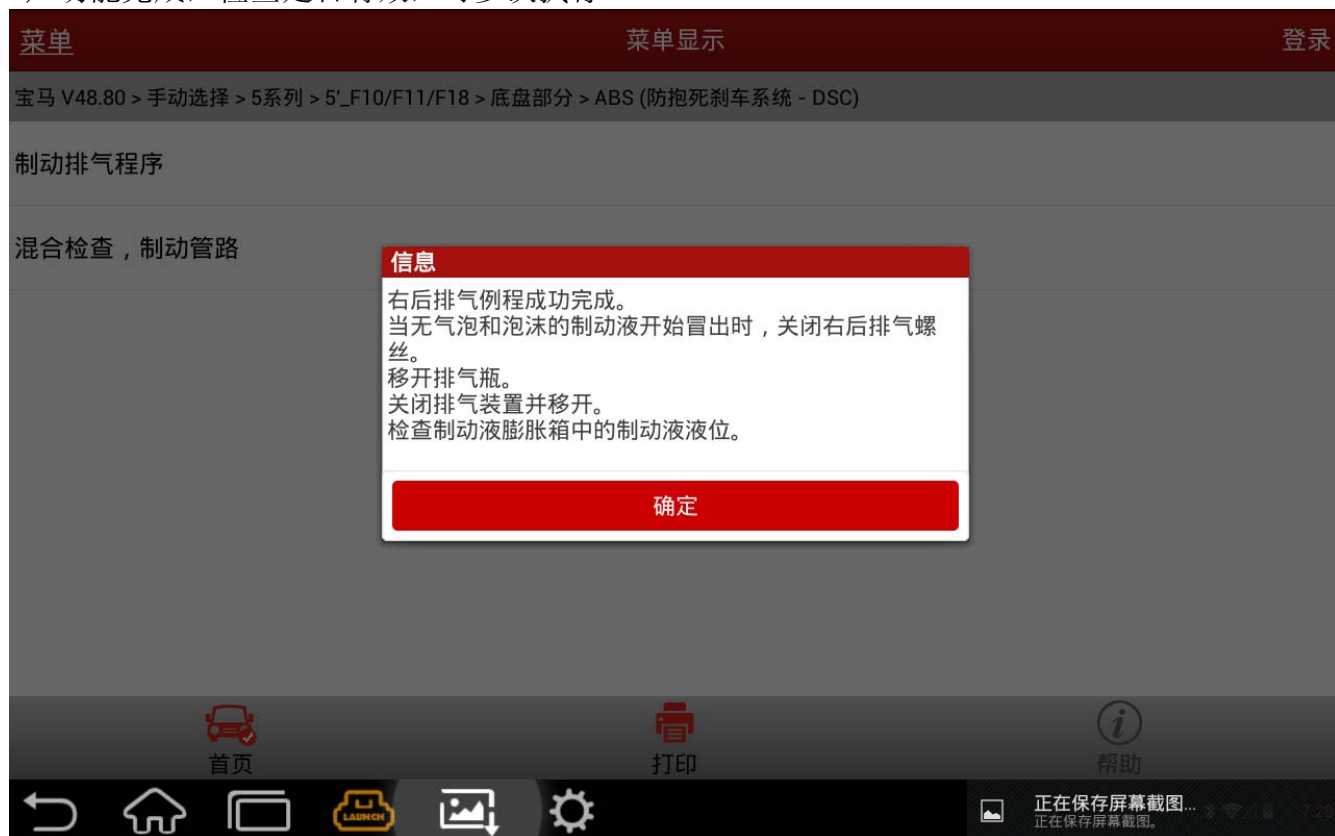 菜单
菜单显示
登录
宝马 V48.80 > 手动选择 > 5系列 > 5'_F10/F11/F18 > 底盘部分 > ABS (防抱死刹车系统 - DSC)
制动排气程序
混合检查，制动管路
信息
右后排气例程成功完成。
当无气泡和泡沫的制动液开始冒出时，关闭右后排气螺
丝。
移开排气瓶。
关闭排气装置并移开。
检查制动液膨胀箱中的制动液液位。
确定
首页
打印
帮助
LAUNCH
正在保存屏幕截图...
正在保存屏幕截图。